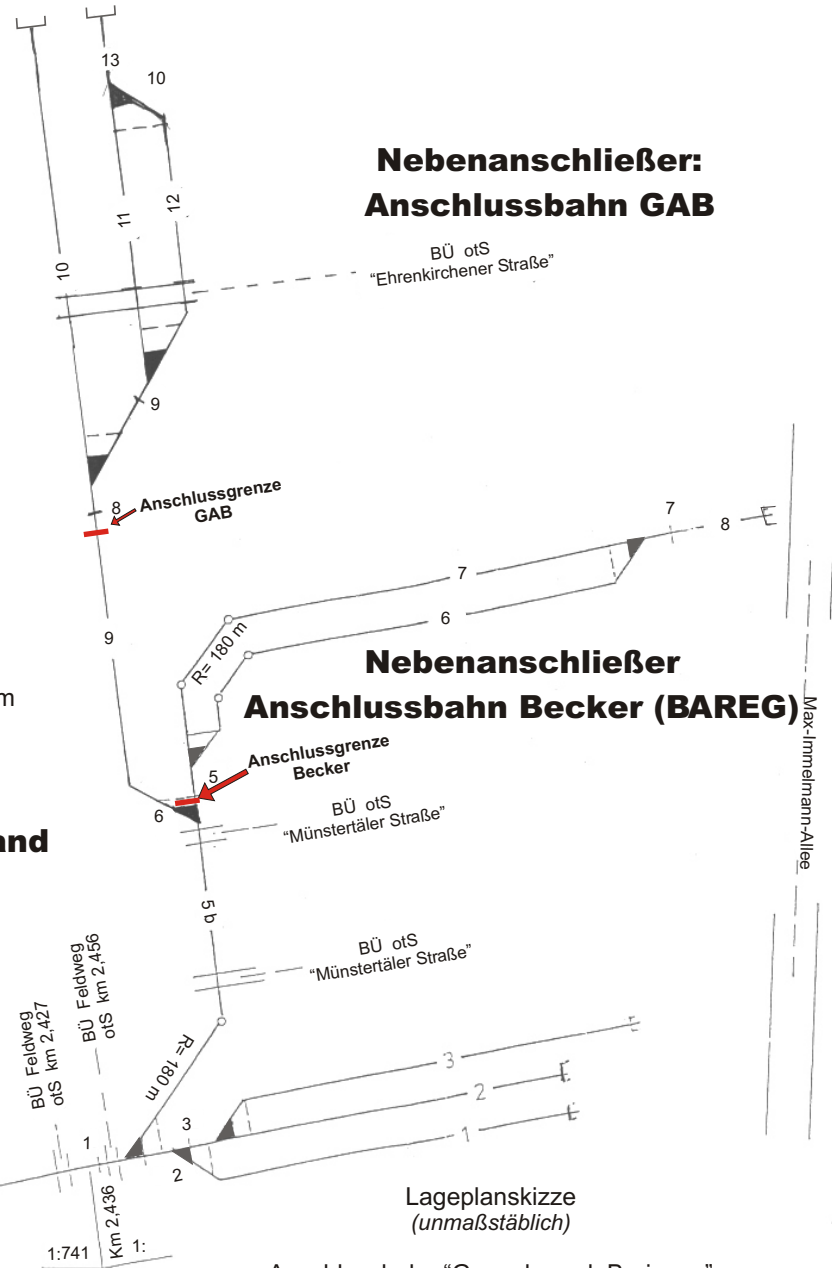 13
10
Nebenanschließer:
Anschlussbahn GAB
11
12
10
BÜ otS
“Ehrenkirchener Straße”
9
8
Anschlussgrenze
GAB
7
8
7
6
9
R= 180 m
Nebenanschließer
Anschlussbahn Becker (BAREG)
m
Max-Immelmann-Allee
Anschlussgrenze
Becker
5
6
BÜ otS
“Münstertäler Straße”
and
5 b
BÜ otS
“Münstertäler Straße”
BÜ Feldweg
otS km 2,456
BÜ Feldweg
otS km 2,427
R= 180 m
3
2
1
3
1
2
Km 2,436
1:741
1:
Lageplanskizze
(unmaßstäblich)